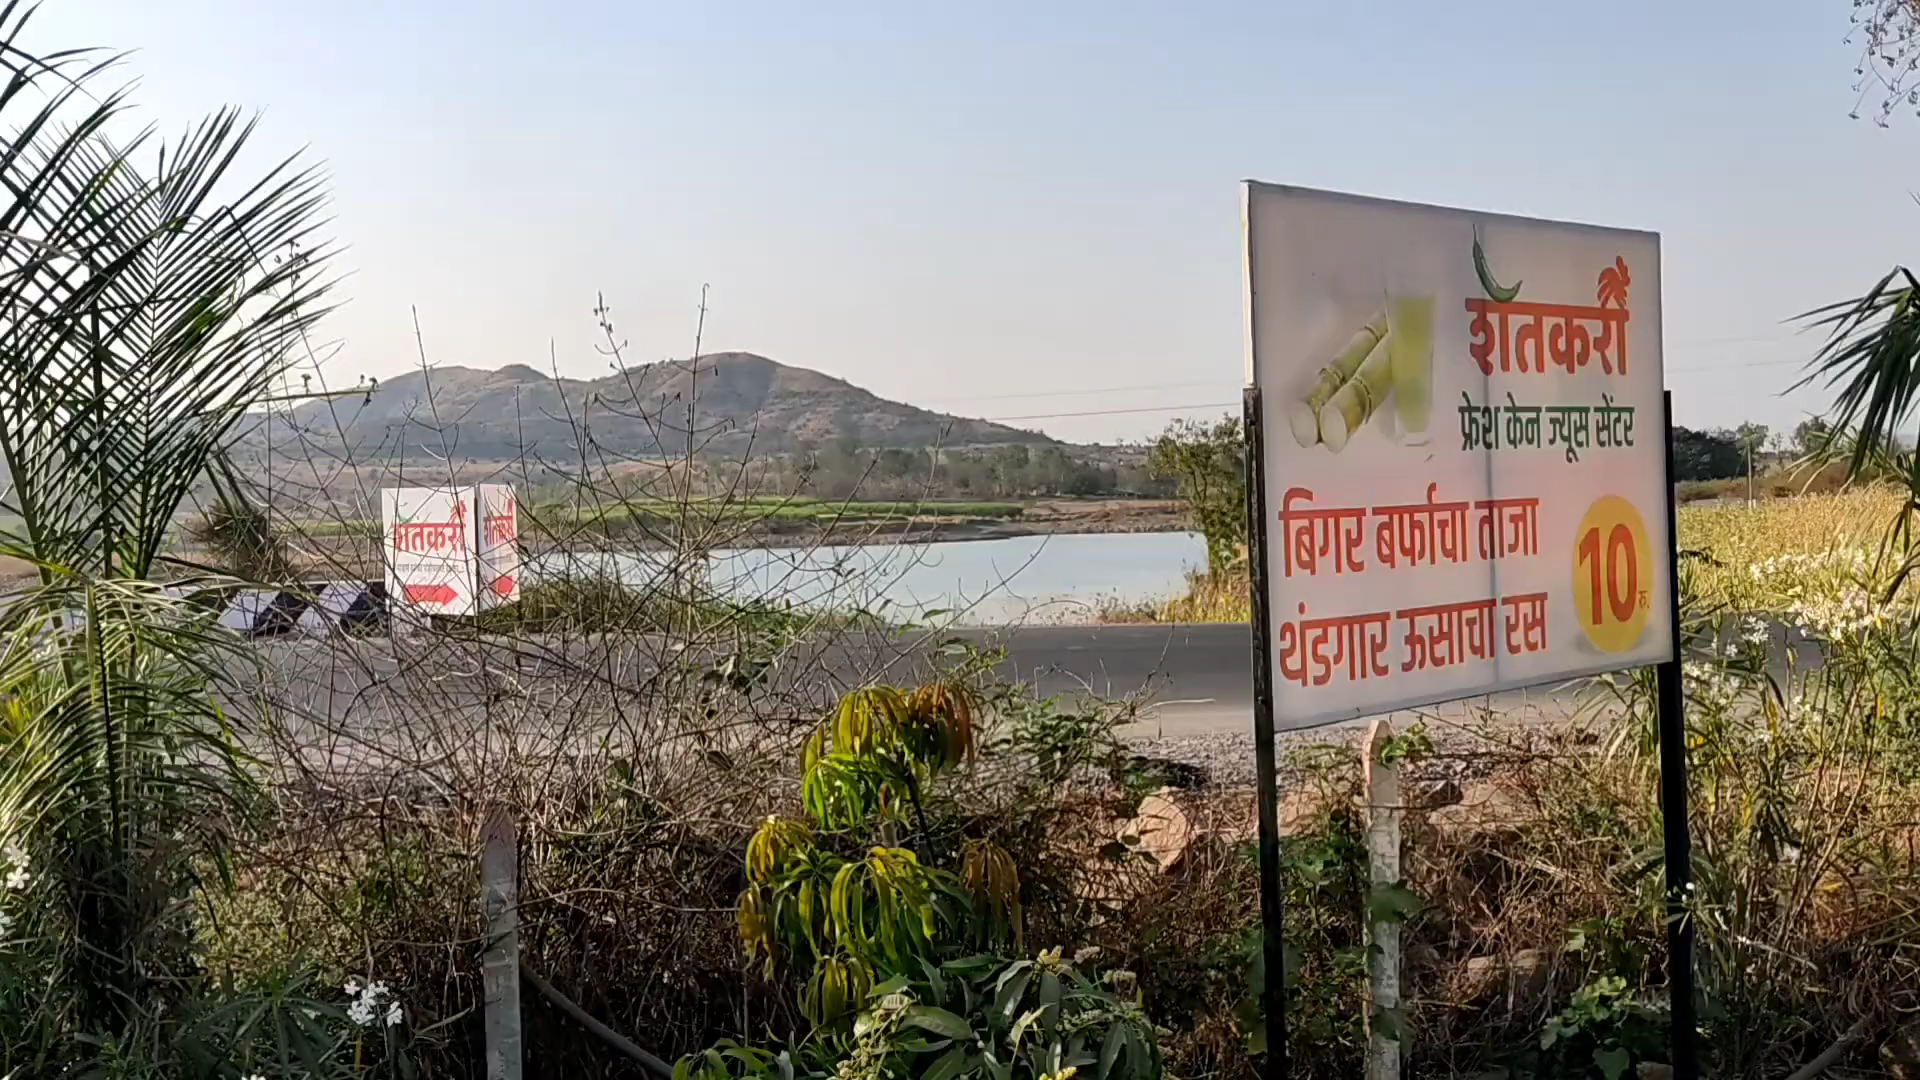 शेतकरी
फ्रेश केन ज्यूस सेंटर
बिगर बर्फाचा ताजा
थंडगार ऊसाचा रस
10 रु.
शेतकरी
शेतकरी